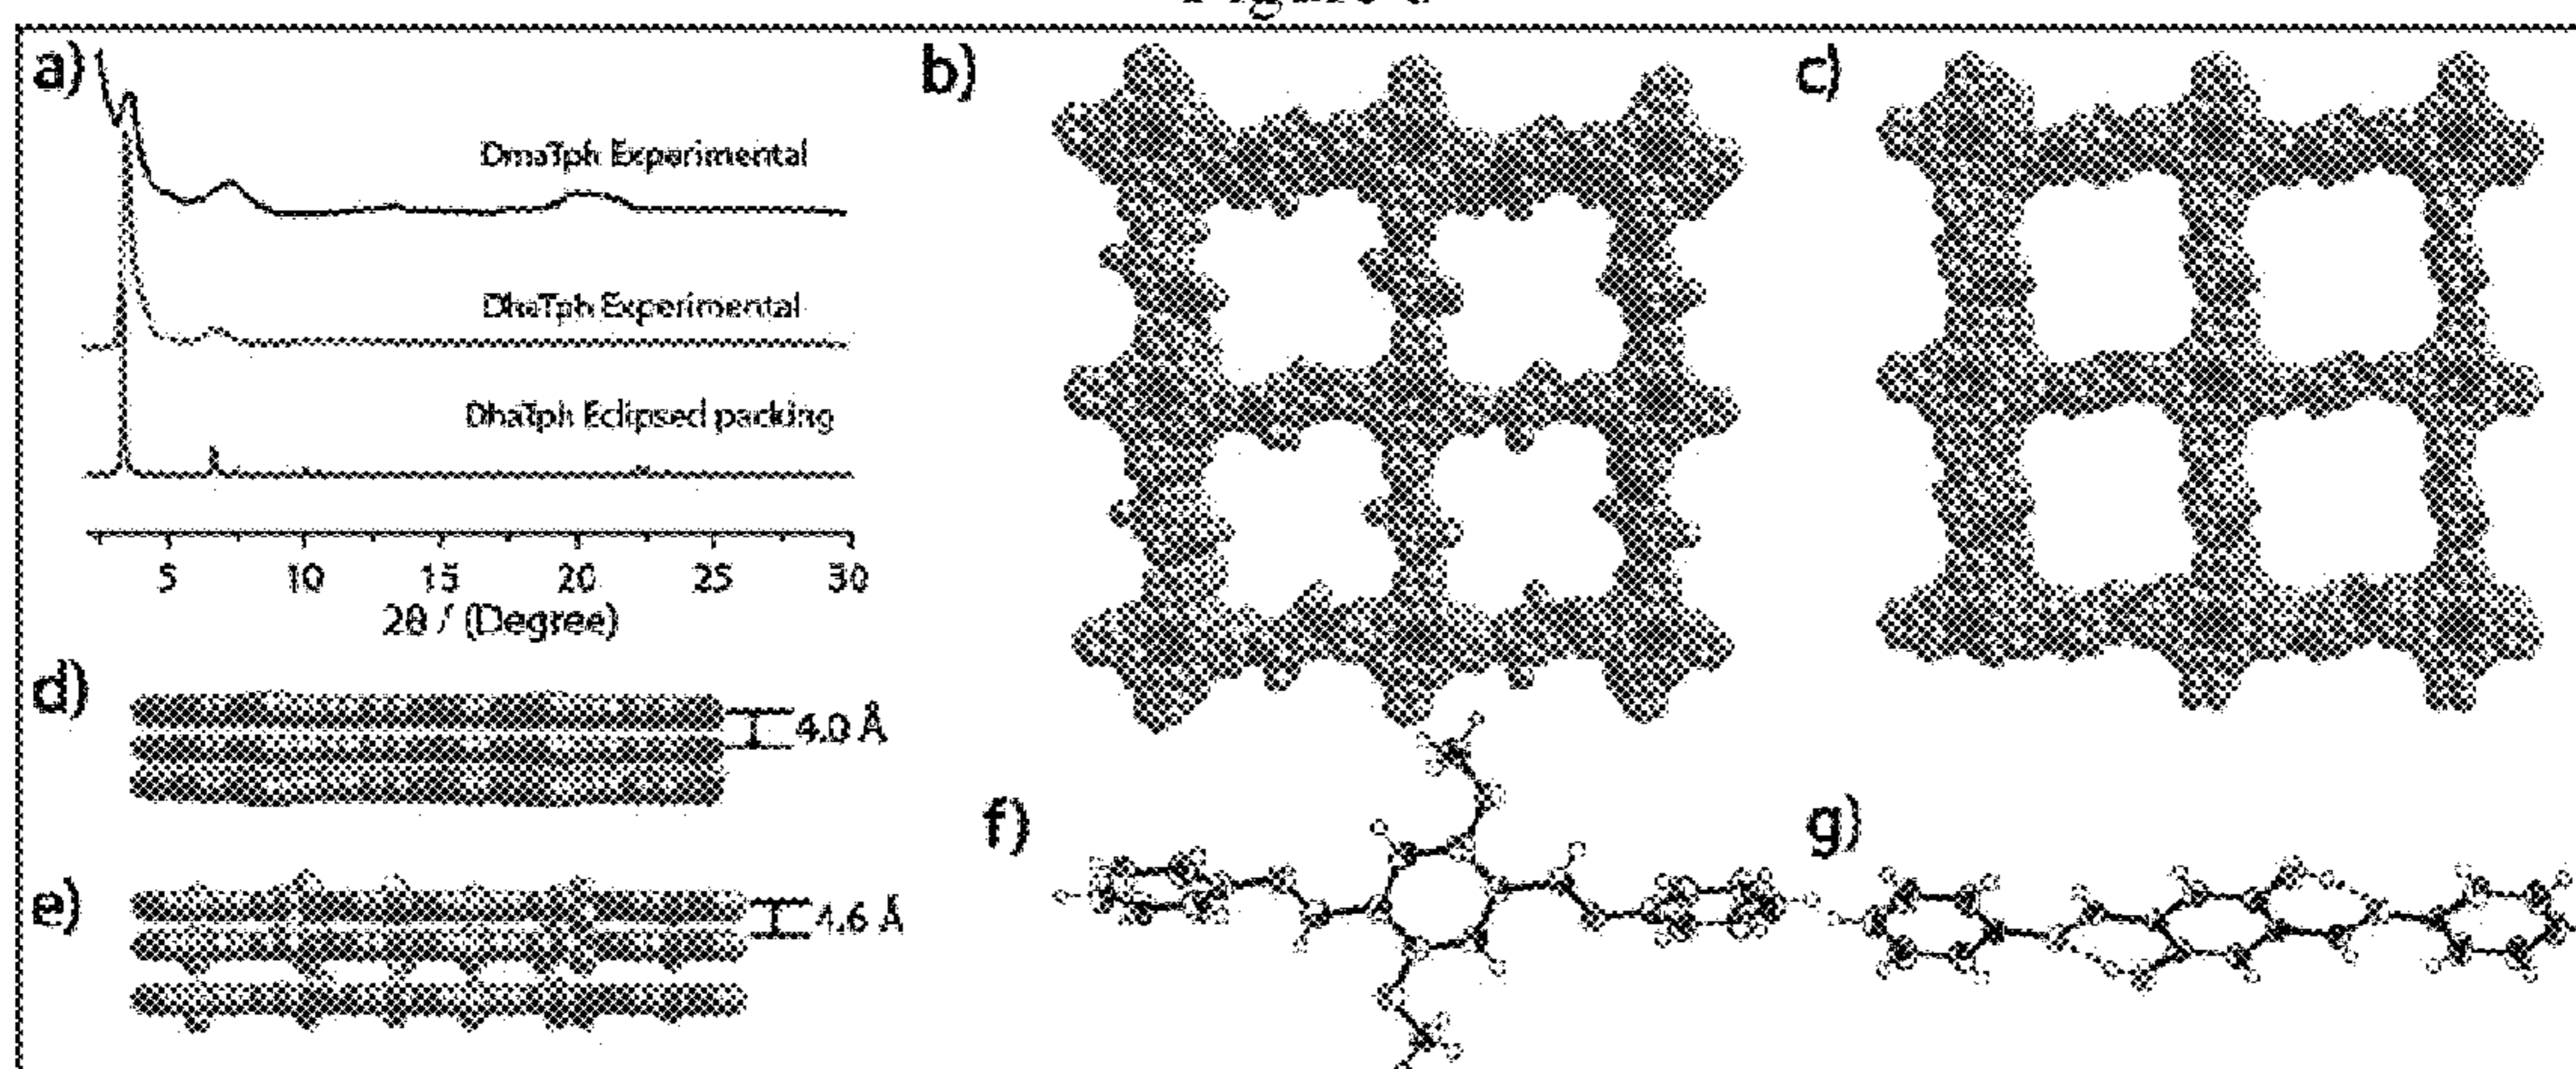 a)
b)
c)
DmaTph Experimental
DhaTph Experimental
DhaTph Eclipsed packing
5 10 15 20 25 30
2θ / (Degree)
d)
4.0 Å
e)
4.6 Å
f)
g)